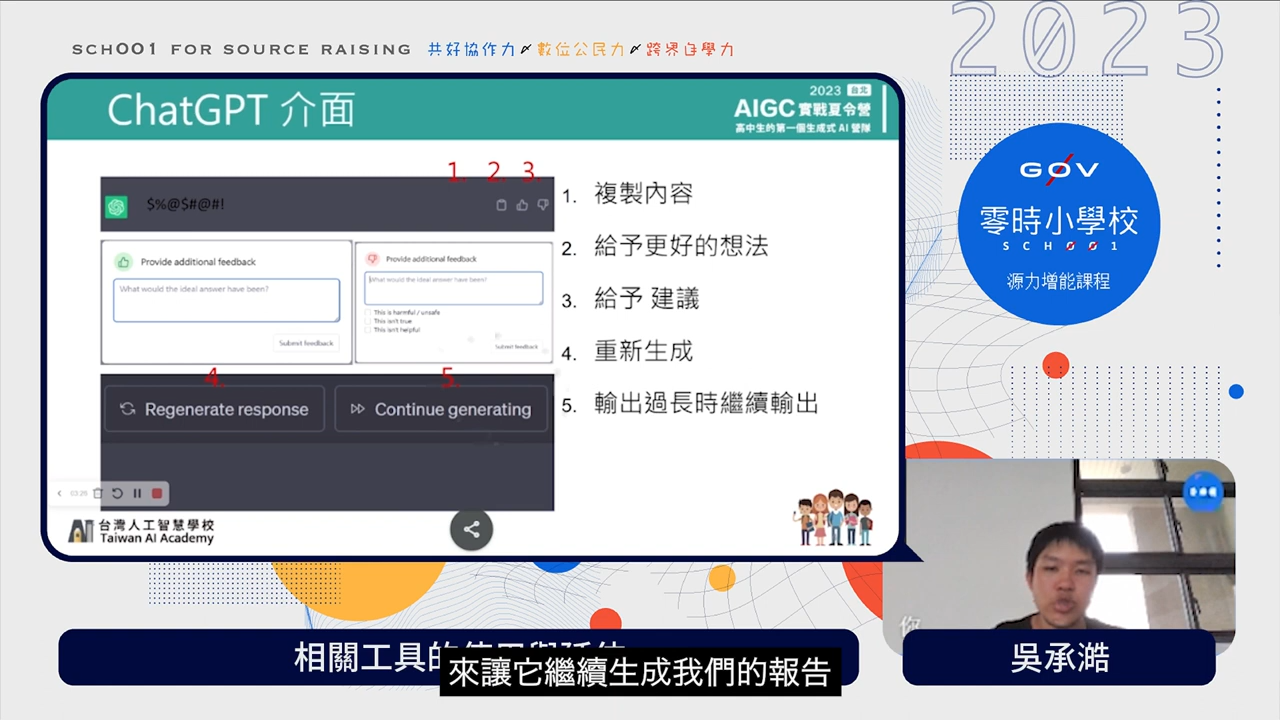 2023
SCH001 FOR SOURCE RAISING 共好協作力 數位公民力 跨界自學力
ChatGPT 介面
2023 台北
AIGC 實戰夏令營
高中生的第一個生成式 AI 營隊
GOV
零時小學校
SCH001
源力增能課程
1. 2. 3.
$%@$#@#!
Provide additional feedback
What would the ideal answer have been?
Submit feedback
Provide additional feedback
What would the ideal answer have been?
This is harmful / unsafe
This isn't true
This isn't helpful
Submit feedback
4. 5.
Regenerate response
Continue generating
1. 複製內容
2. 給予更好的想法
3. 給予 建議
4. 重新生成
5. 輸出過長時繼續輸出
03:26
台灣人工智慧學校
Taiwan AI Academy
你
相關工具的
吳承澔
來讓它繼續生成我們的報告